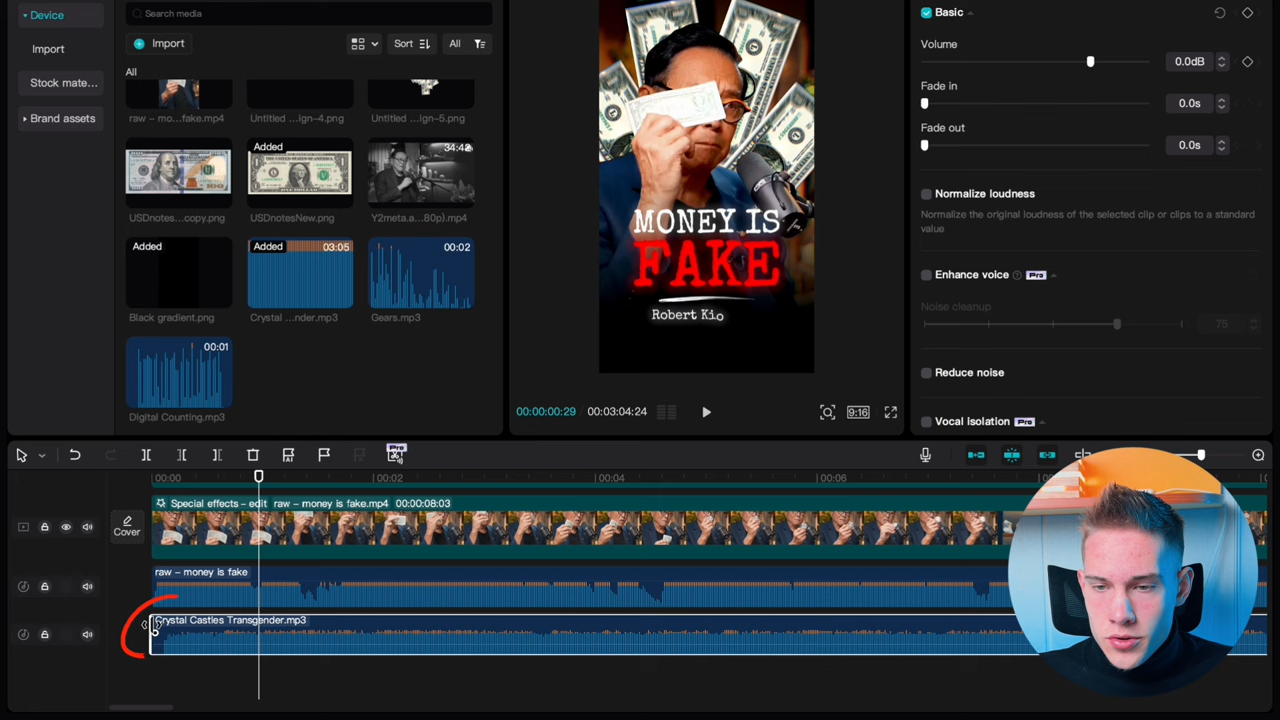 Device
Import
Stock mate...
Brand assets
Search media
Import
Sort
All
All
raw – mo...fake.mp4
Untitled ...ign-4.png
Untitled ...ign-5.png
USDnotes...copy.png
Added
USDnotesNew.png
34:42
Y2meta.a...80p).mp4
Added
Black gradient.png
Added
03:05
Crystal ...nder.mp3
00:02
Gears.mp3
00:01
Digital Counting.mp3
MONEY IS
FAKE
Robert Kio
00:00:00:29 / 00:03:04:24
9:16
Basic
Volume
0.0dB
Fade in
0.0s
Fade out
0.0s
Normalize loudness
Normalize the original loudness of the selected clip or clips to a standard
value
Enhance voice
Pro
Noise cleanup
75
Reduce noise
Vocal isolation
Pro
Pro
00:00
00:02
00:04
00:06
Cover
Special effects – edit raw – money is fake.mp4 00:00:08:03
raw – money is fake
Crystal Castles Transgender.mp3